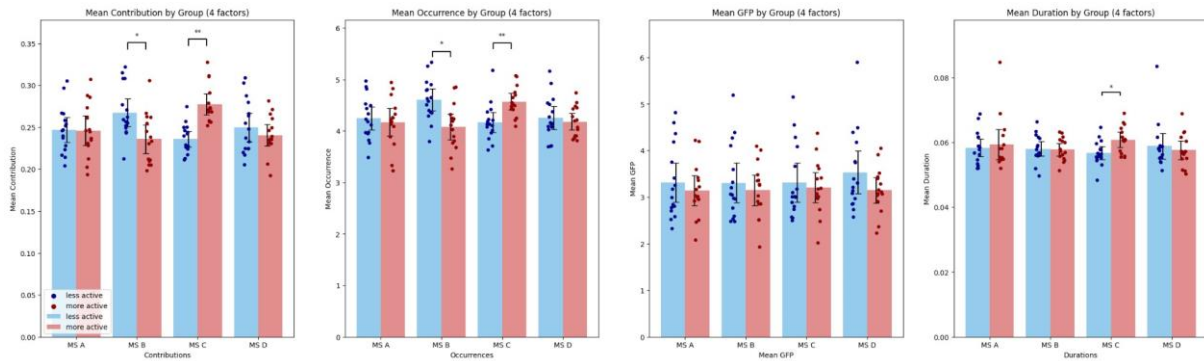 Mean Contribution by Group (4 factors)
Mean Contribution
0.35
0.30
0.25
0.20
0.15
0.10
0.05
0.00
*
**
less active
more active
less active
more active
MS A
MS B
MS C
MS D
Contributions
Mean Occurrence by Group (4 factors)
Mean Occurrence
6
5
4
3
2
1
0
*
**
MS A
MS B
MS C
MS D
Occurrences
Mean GFP by Group (4 factors)
Mean GFP
6
5
4
3
2
1
0
MS A
MS B
MS C
MS D
Mean GFP
Mean Duration by Group (4 factors)
Mean Duration
0.08
0.06
0.04
0.02
0.00
*
MS A
MS B
MS C
MS D
Durations